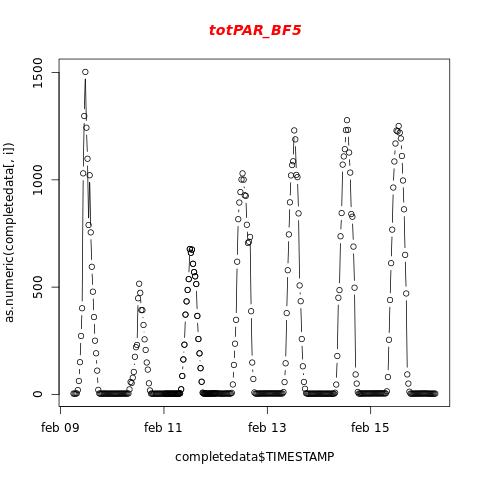 totPAR_BF5
as.numeric(completedata[, i])
1500
1000
500
0
feb 09
feb 11
feb 13
feb 15
completedata$TIMESTAMP